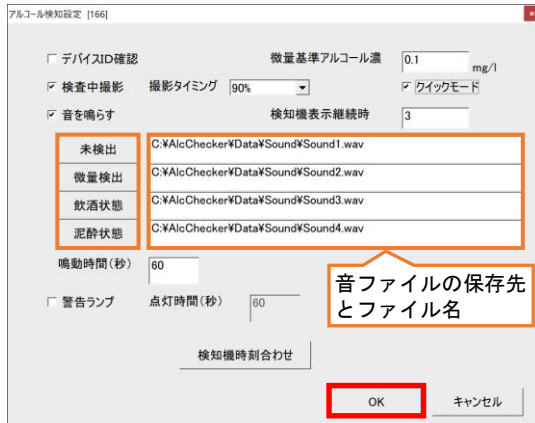 アルコール検知設定 [166]
デバイスID確認 微量基準アルコール濃 0.1 mg/l
検査中撮影 撮影タイミング 90% クイックモード
音を鳴らす 検知機表示継続時 3
未検出 C:¥AlcChecker¥Data¥Sound¥Sound1.wav
微量検出 C:¥AlcChecker¥Data¥Sound¥Sound2.wav
飲酒状態 C:¥AlcChecker¥Data¥Sound¥Sound3.wav
泥酔状態 C:¥AlcChecker¥Data¥Sound¥Sound4.wav
鳴動時間(秒) 60
音ファイルの保存先
とファイル名
警告ランプ 点灯時間(秒) 60
検知機時刻合わせ
OK キャンセル